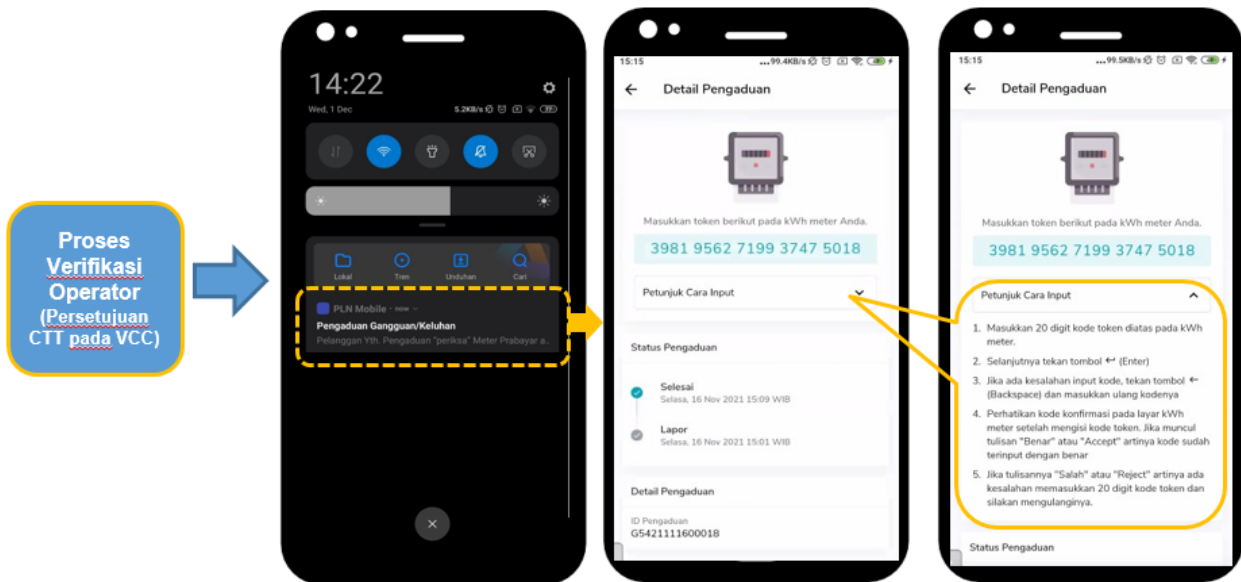 Proses
Verifikasi
Operator
(Persetujuan
CTT pada VCC)
14:22
Wed, 1 Dec
5.2KB/s
Lokal
Tren
Unduhan
Cari
PLN Mobile · now
Pengaduan Gangguan/Keluhan
Pelanggan Yth. Pengaduan "periksa" Meter Prabayar a..
15:15
...99.4KB/s
Detail Pengaduan
Masukkan token berikut pada kWh meter Anda.
3981 9562 7199 3747 5018
Petunjuk Cara Input
Status Pengaduan
Selesai
Selasa, 16 Nov 2021 15:09 WIB
Lapor
Selasa, 16 Nov 2021 15:01 WIB
Detail Pengaduan
ID Pengaduan
G5421111600018
15:15
...99.5KB/s
Detail Pengaduan
Masukkan token berikut pada kWh meter Anda.
3981 9562 7199 3747 5018
Petunjuk Cara Input
1. Masukkan 20 digit kode token diatas pada kWh
meter.
2. Selanjutnya tekan tombol ↵ (Enter)
3. Jika ada kesalahan input kode, tekan tombol ←
(Backspace) dan masukkan ulang kodenya
4. Perhatikan kode konfirmasi pada layar kWh
meter setelah mengisi kode token. Jika muncul
tulisan "Benar" atau "Accept" artinya kode sudah
terinput dengan benar
5. Jika tulisannya "Salah" atau "Reject" artinya ada
kesalahan memasukkan 20 digit kode token dan
silakan mengulanginya.
Status Pengaduan